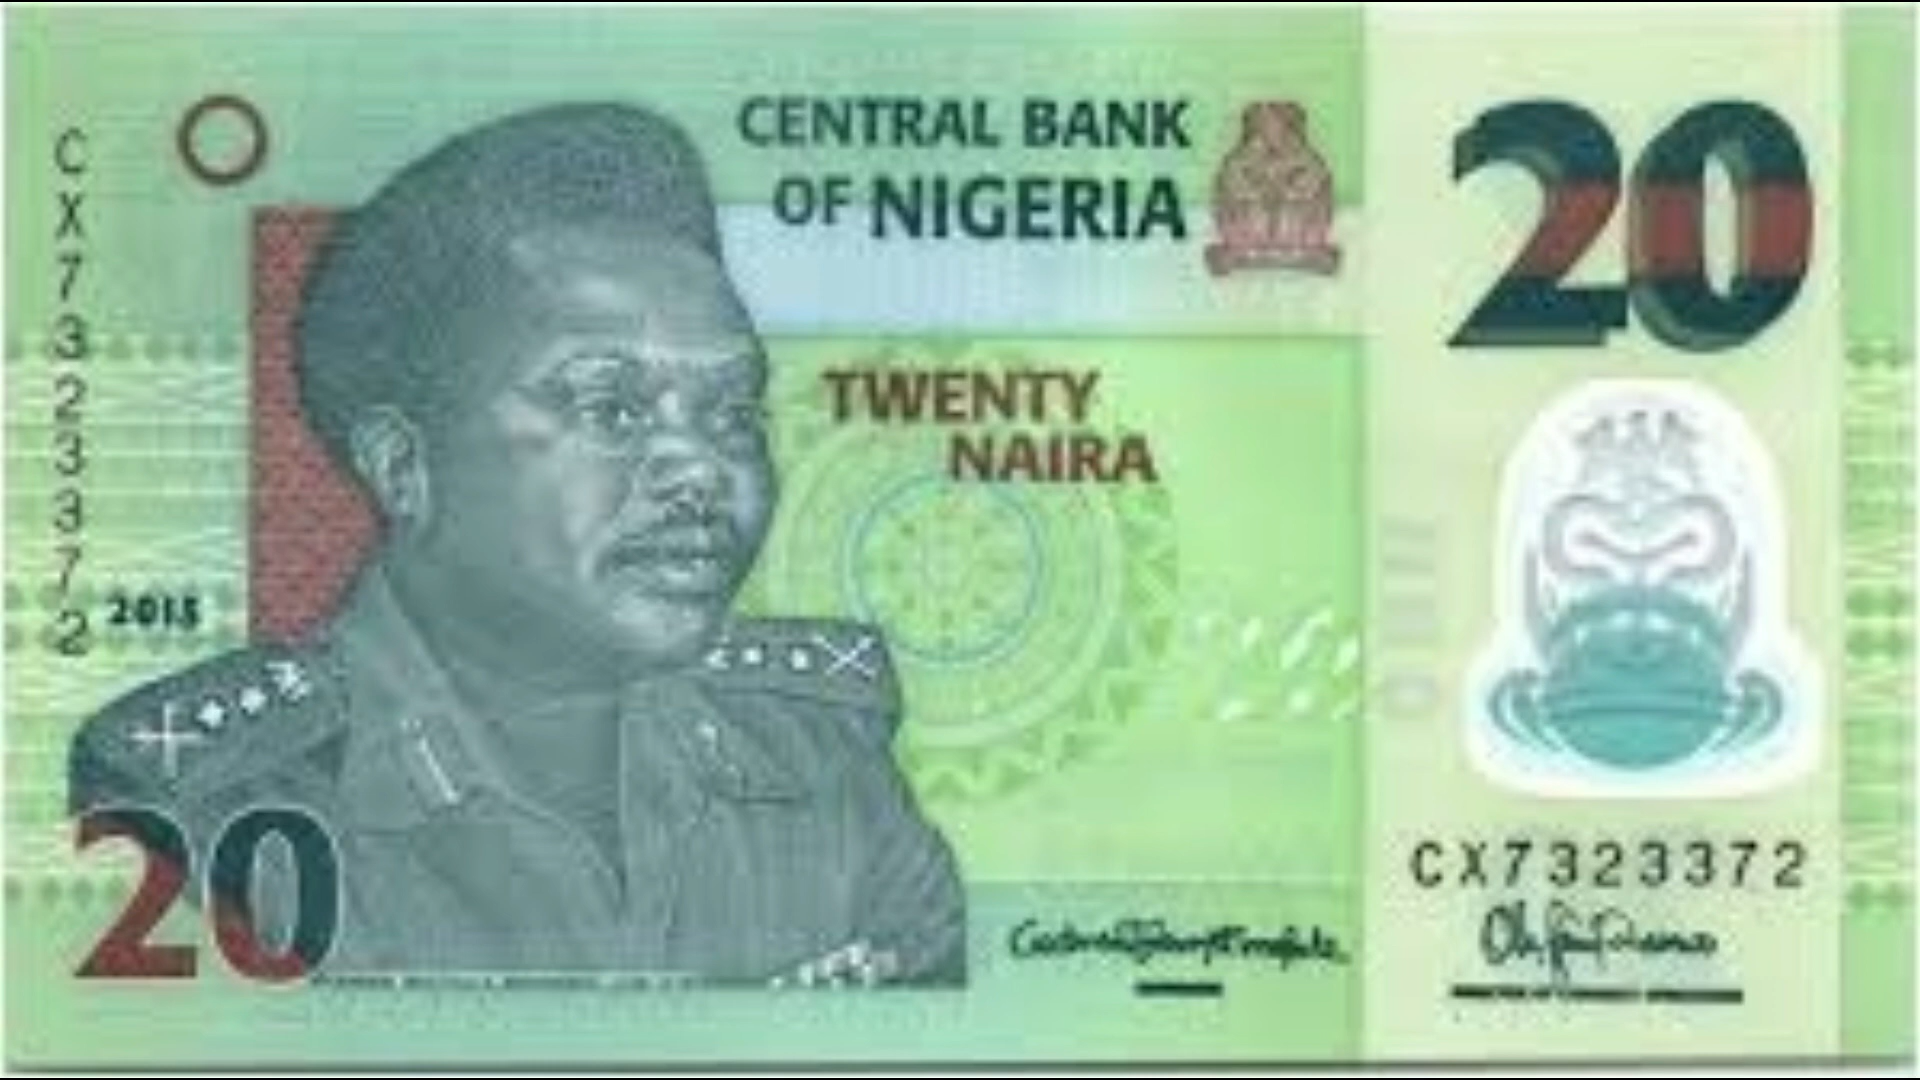 CENTRAL BANK
OF NIGERIA
20
CX7323372
TWENTY
NAIRA
2015
20
CX7323372